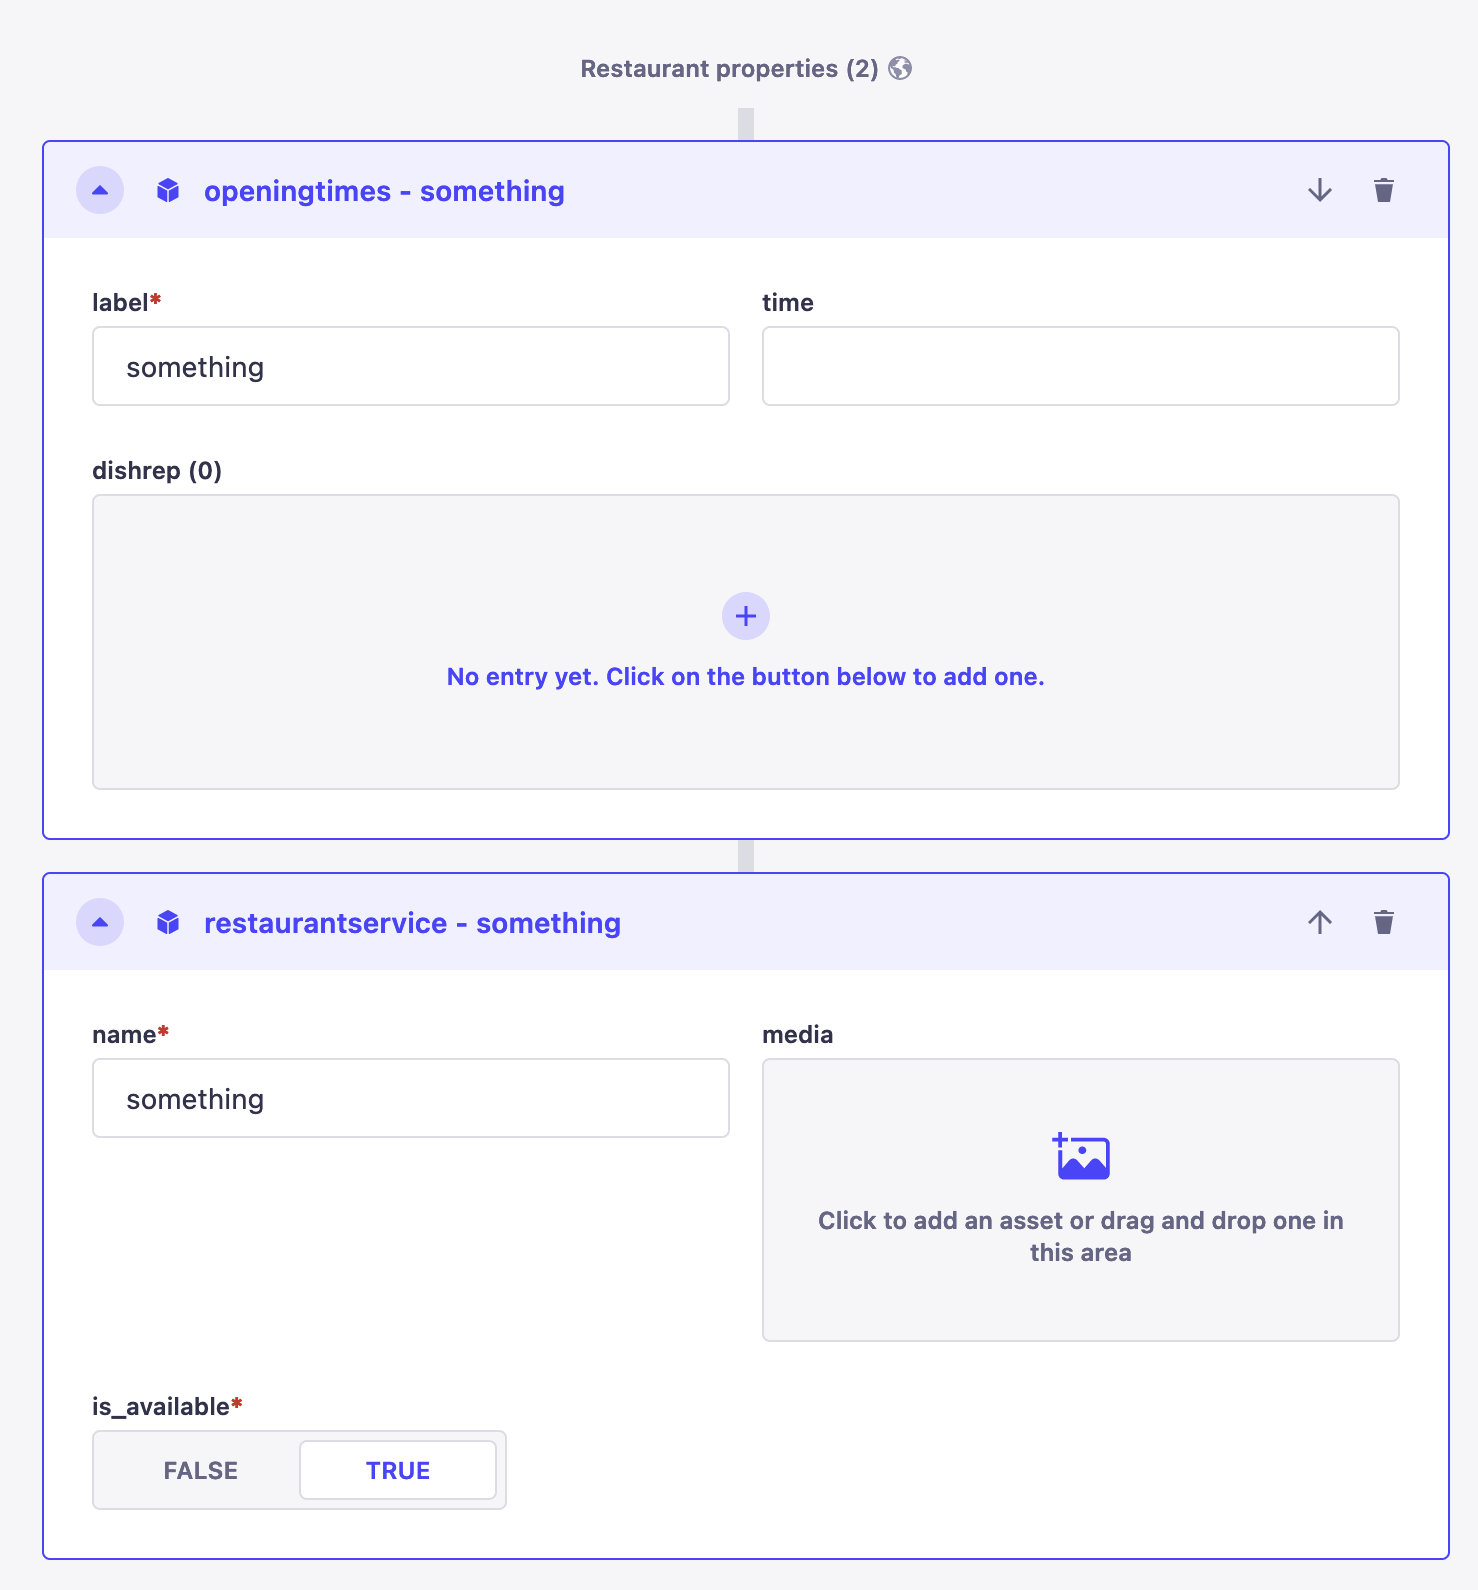 Restaurant properties (2)
openingtimes - something
label*
time
something
dishrep (0)
No entry yet. Click on the button below to add one.
restaurantservice - something
name*
media
something
Click to add an asset or drag and drop one in
this area
is_available*
FALSE
TRUE